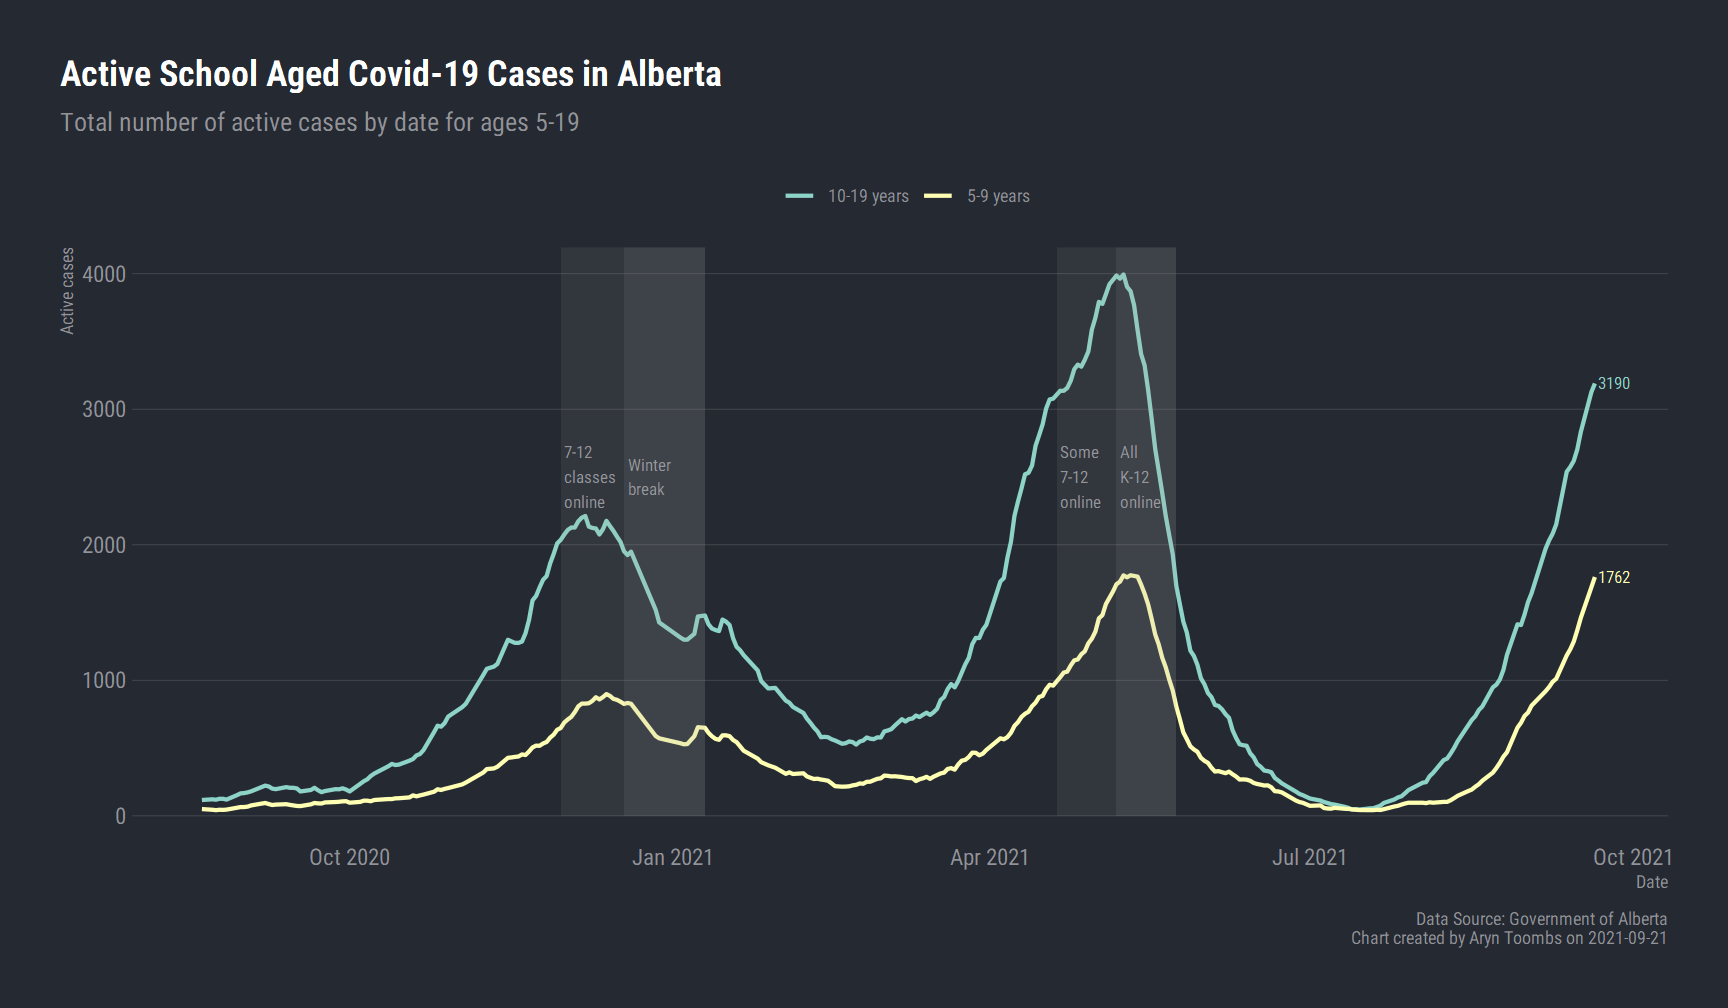 Active School Aged Covid-19 Cases in Alberta
Total number of active cases by date for ages 5-19
10-19 years
5-9 years
Active cases
4000
3000
2000
1000
0
7-12
classes
online
Winter
break
Some
7-12
online
All
K-12
online
3190
1762
Oct 2020
Jan 2021
Apr 2021
Jul 2021
Oct 2021
Date
Data Source: Government of Alberta
Chart created by Aryn Toombs on 2021-09-21